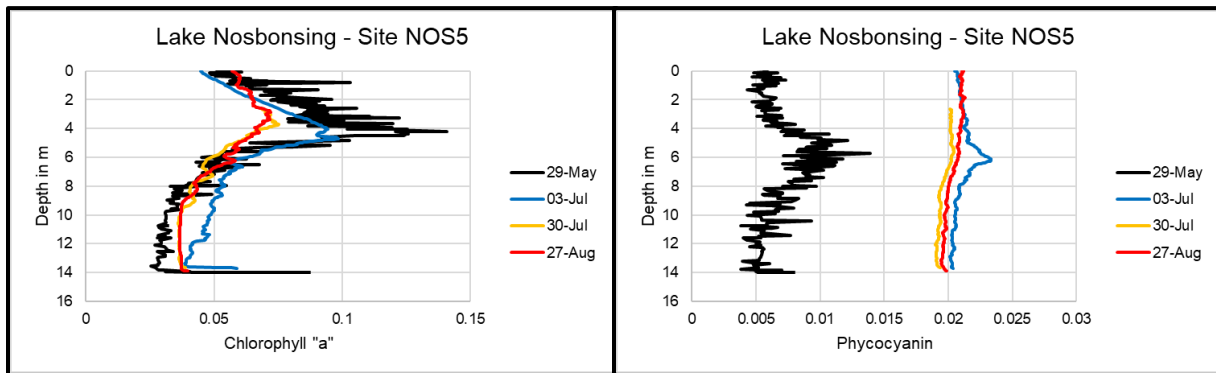 Lake Nosbonsing - Site NOS5
0
2
4
6
8
10
12
14
16
Depth in m
0
0.05
0.1
0.15
Chlorophyll "a"
29-May
03-Jul
30-Jul
27-Aug
Lake Nosbonsing - Site NOS5
0
2
4
6
8
10
12
14
16
Depth in m
0
0.005
0.01
0.015
0.02
0.025
0.03
Phycocyanin
29-May
03-Jul
30-Jul
27-Aug